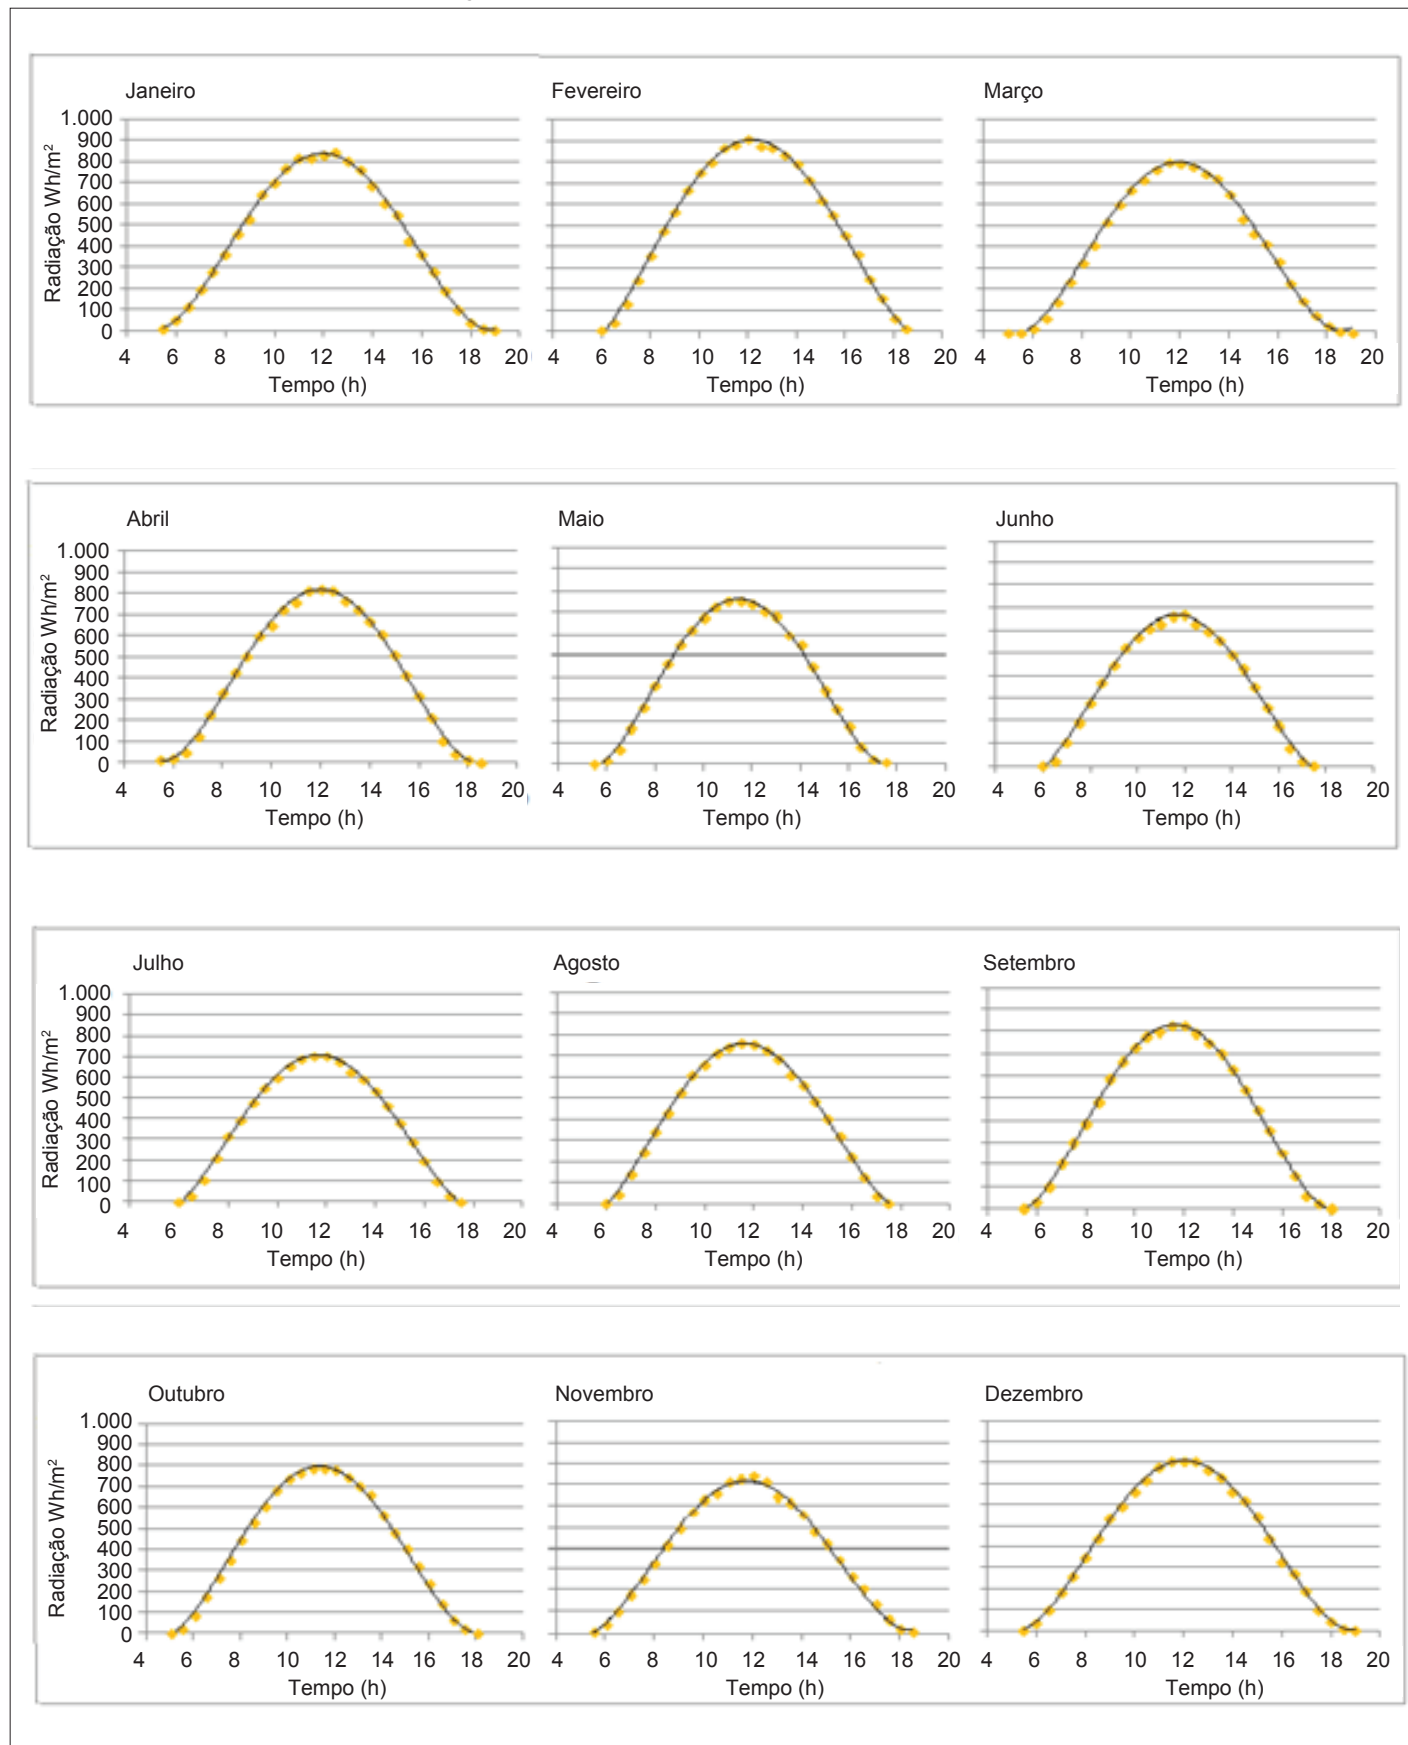 Janeiro
Fevereiro
Março
Radiação Wh/m²
1.000
900
800
700
600
500
400
300
200
100
0
4 6 8 10 12 14 16 18 20
4 6 8 10 12 14 16 18 20
4 6 8 10 12 14 16 18 20
Tempo (h)
Tempo (h)
Tempo (h)
Abril
Maio
Junho
Radiação Wh/m²
1.000
900
800
700
600
500
400
300
200
100
0
4 6 8 10 12 14 16 18 20
4 6 8 10 12 14 16 18 20
4 6 8 10 12 14 16 18 20
Tempo (h)
Tempo (h)
Tempo (h)
Julho
Agosto
Setembro
Radiação Wh/m²
1.000
900
800
700
600
500
400
300
200
100
0
4 6 8 10 12 14 16 18 20
4 6 8 10 12 14 16 18 20
4 6 8 10 12 14 16 18 20
Tempo (h)
Tempo (h)
Tempo (h)
Outubro
Novembro
Dezembro
Radiação Wh/m²
1.000
900
800
700
600
500
400
300
200
100
0
4 6 8 10 12 14 16 18 20
4 6 8 10 12 14 16 18 20
4 6 8 10 12 14 16 18 20
Tempo (h)
Tempo (h)
Tempo (h)